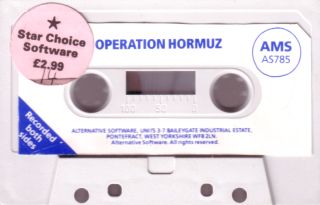 ★
Star Choice
Software
£2.99
14
OPERATION HORMUZ
AMS
AS785
Recorded
both
sides
100 50 0
ALTERNATIVE SOFTWARE, UNITS 3-7 BAILEYGATE INDUSTRIAL ESTATE,
PONTEFRACT, WEST YORKSHIRE WF8 2LN.
Alternative Software. All rights reserved.